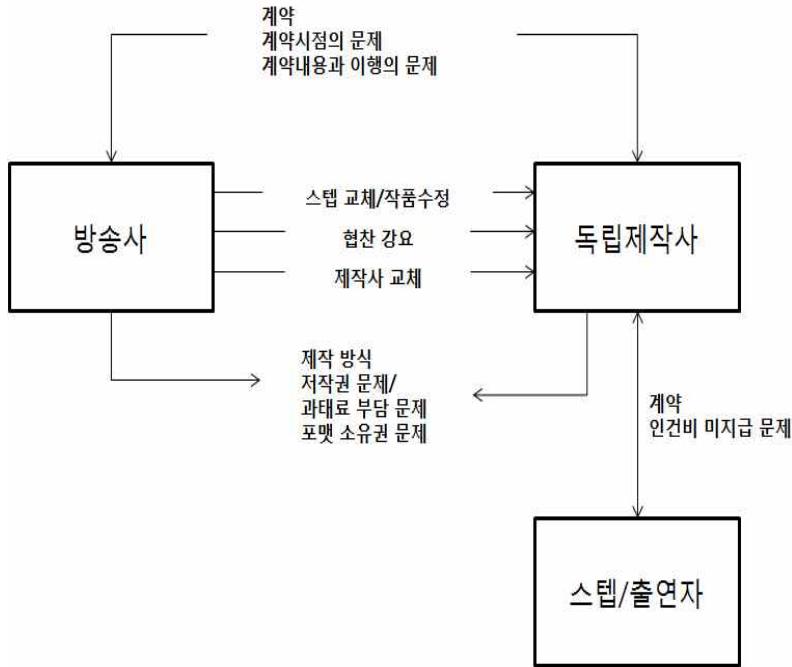 계약
계약시점의 문제
계약내용과 이행의 문제
방송사
스텝 교체/작품수정
협찬 강요
제작사 교체
독립제작사
제작 방식
저작권 문제/
과태료 부담 문제
포맷 소유권 문제
계약
인건비 미지급 문제
스텝/출연자